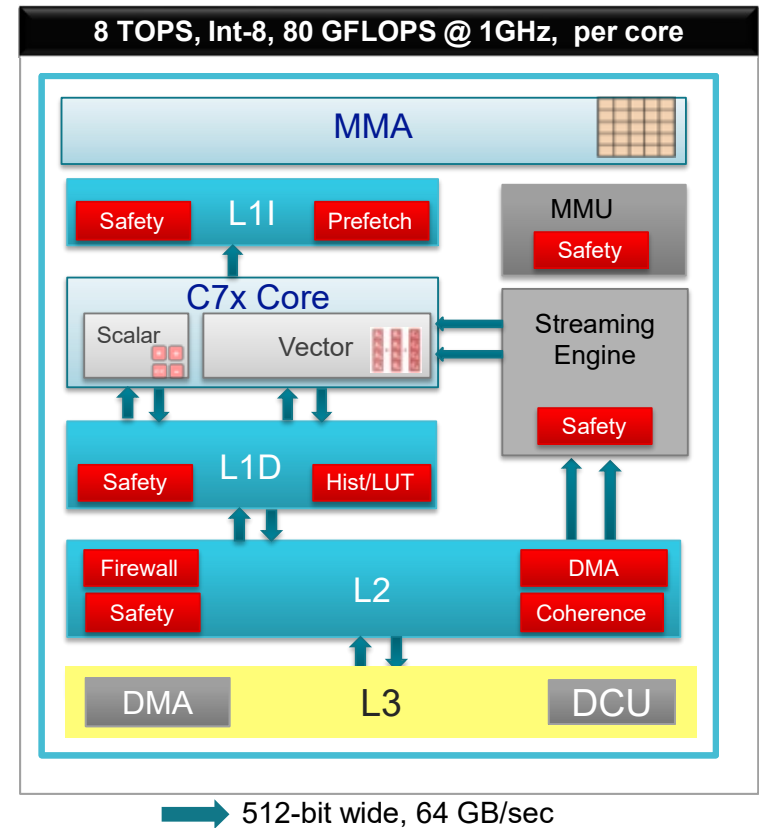 8 TOPS, Int-8, 80 GFLOPS @ 1GHz, per core
MMA
L1I
Safety
Prefetch
MMU
Safety
C7x Core
Scalar
Vector
Streaming
Engine
Safety
L1D
Safety
Hist/LUT
Firewall
Safety
L2
DMA
Coherence
DMA
L3
DCU
512-bit wide, 64 GB/sec